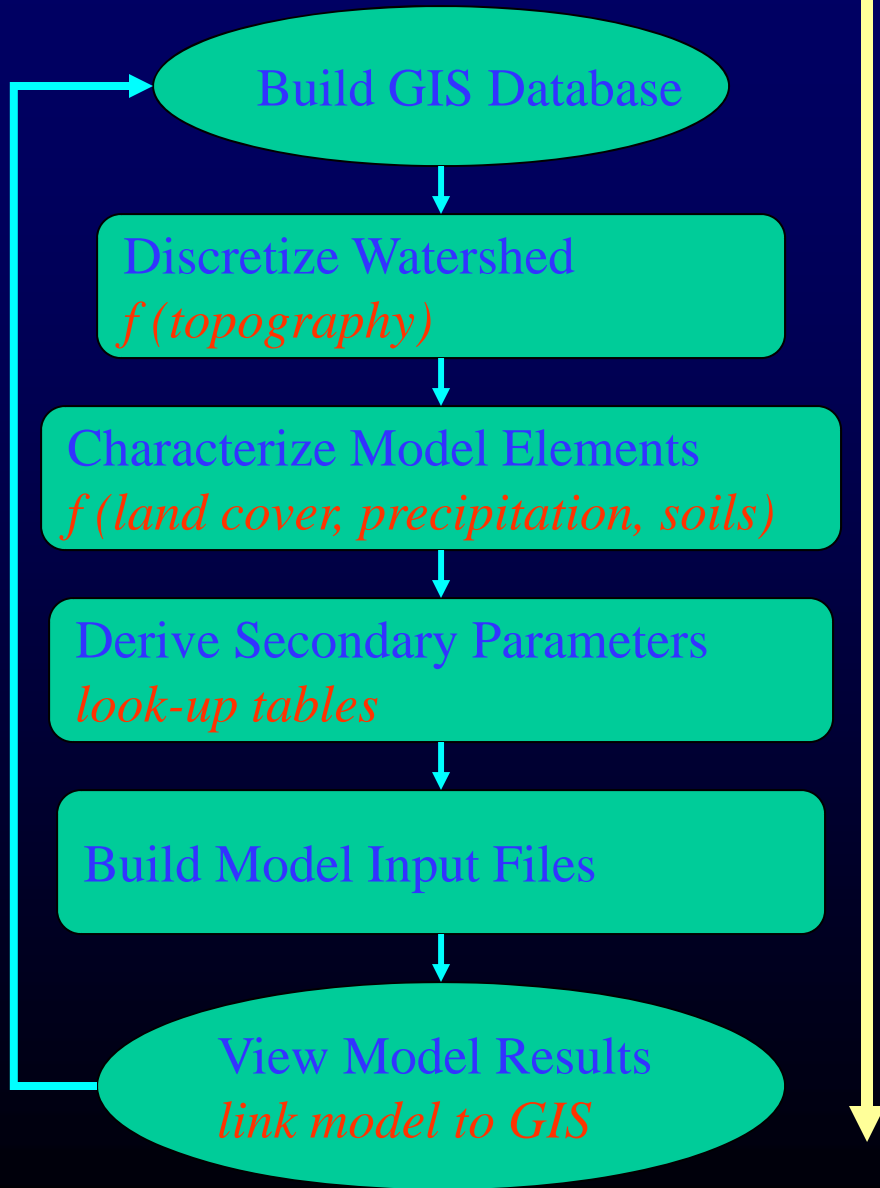 Build GIS Database
Discretize Watershed
f (topography)
Characterize Model Elements
f (land cover, precipitation, soils)
Derive Secondary Parameters
look-up tables
Build Model Input Files
View Model Results
link model to GIS